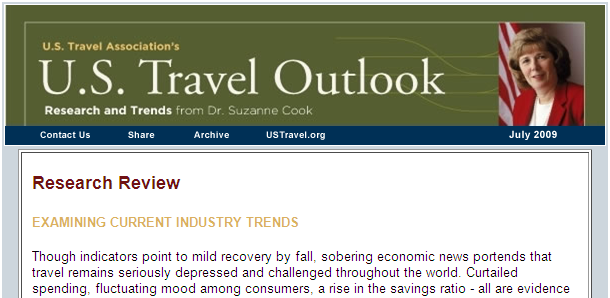 U.S. Travel Association's
U.S. Travel Outlook
Research and Trends from Dr. Suzanne Cook
Contact Us Share Archive USTravel.org July 2009
Research Review
EXAMINING CURRENT INDUSTRY TRENDS
Though indicators point to mild recovery by fall, sobering economic news portends that
travel remains seriously depressed and challenged throughout the world. Curtailed
spending, fluctuating mood among consumers, a rise in the savings ratio - all are evidence